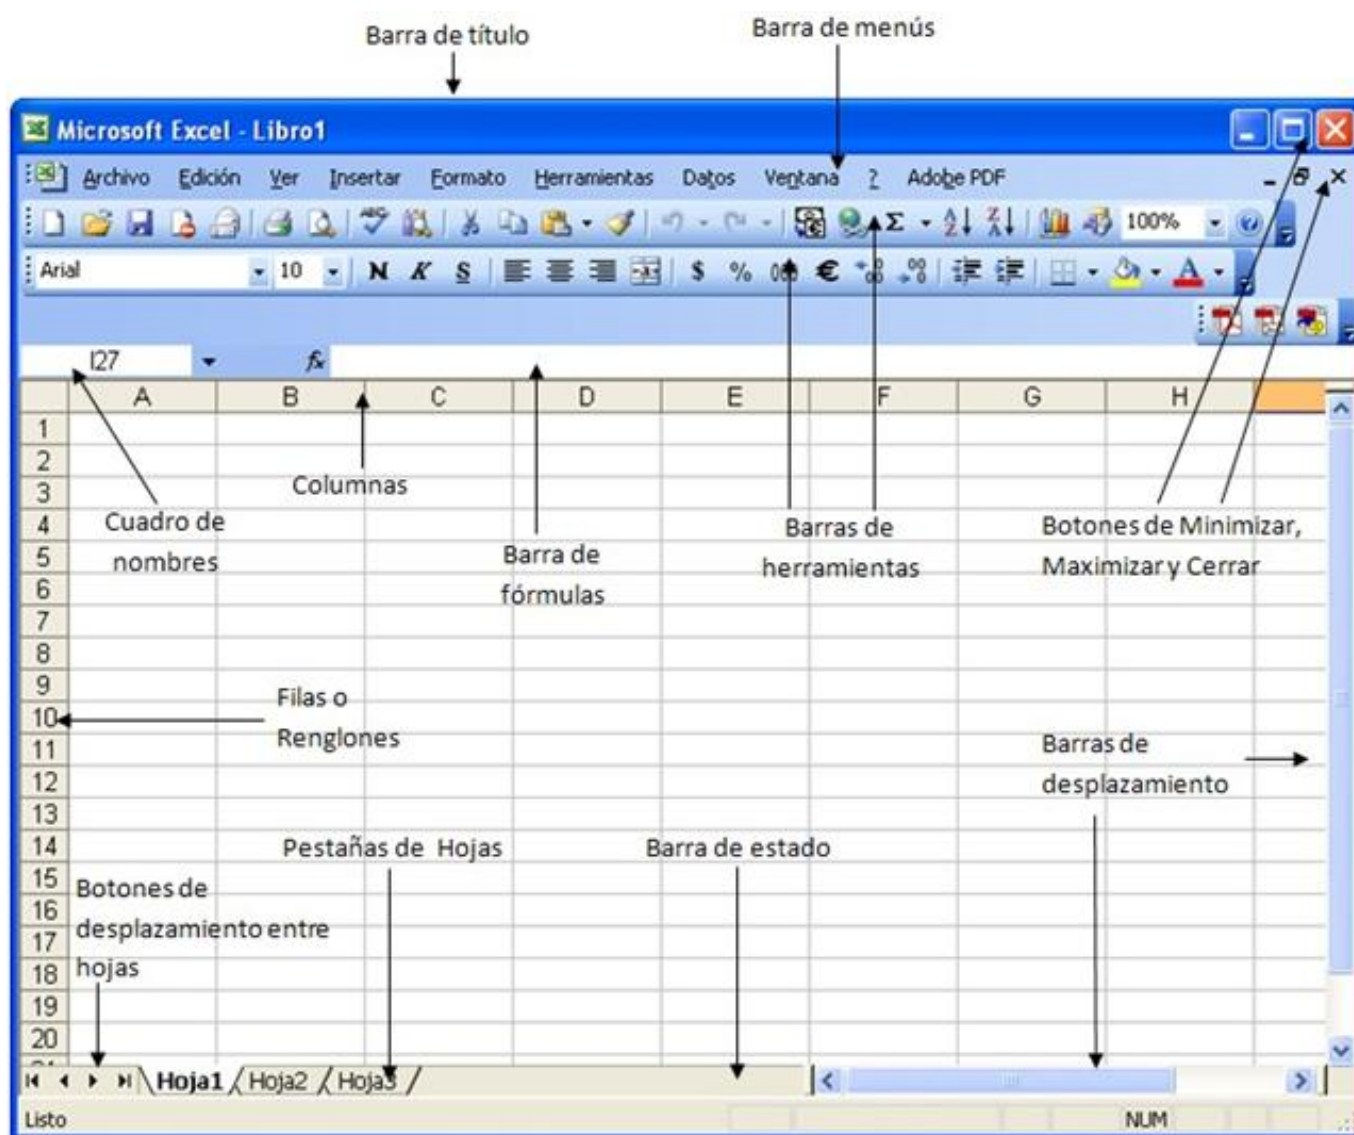 Barra de título
Barra de menús
Microsoft Excel - Libro1
Archivo Edición Ver Insertar Formato Herramientas Datos Ventana ? Adobe PDF
ABC Σ A Z Z A 100% ?
Arial 10 N K S $ % 000 € A
I27 fx
A B C D E F G H
1
2
3
Columnas
4
Cuadro de
nombres
Barra de
fórmulas
Barras de
herramientas
Botones de Minimizar,
Maximizar y Cerrar
5
6
7
8
9
Filas o
Renglones
10
11
Barras de
desplazamiento
12
13
14
Pestañas de Hojas
Barra de estado
15
Botones de
desplazamiento entre
hojas
16
17
18
19
20
Hoja1 Hoja2 Hoja3
Listo NUM